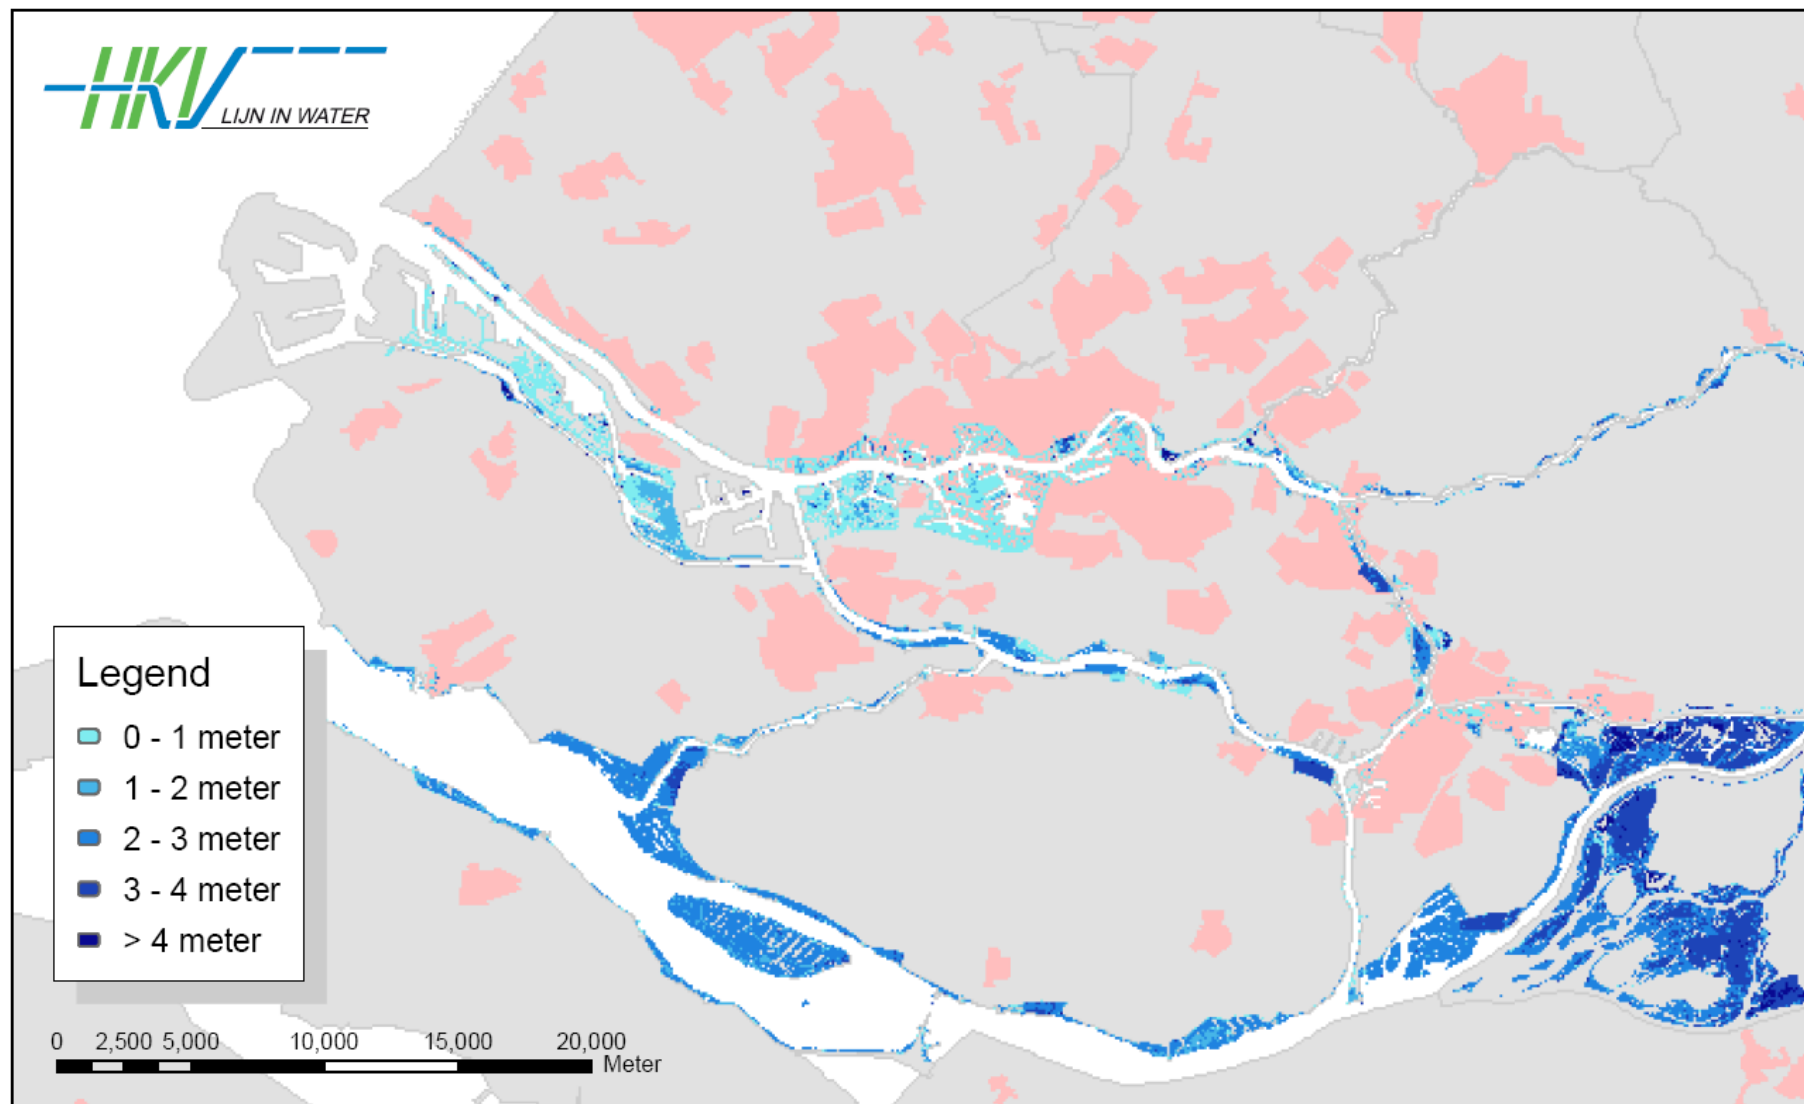 HKV
LIJN IN WATER
Legend
0 - 1 meter
1 - 2 meter
2 - 3 meter
3 - 4 meter
> 4 meter
0 2,500 5,000 10,000 15,000 20,000
Meter